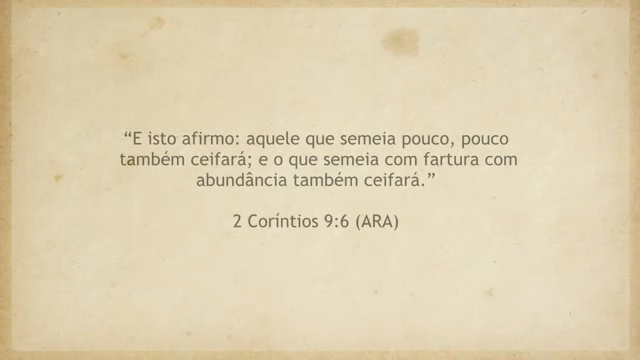 “E isto afirmo: aquele que semeia pouco, pouco
também ceifará; e o que semeia com fartura com
abundância também ceifará.”
2 Coríntios 9:6 (ARA)